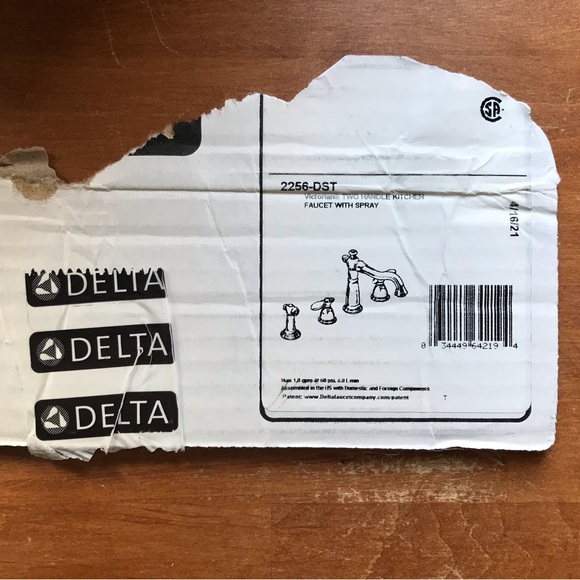 CSA
2256-DST
Victorian® TWO HANDLE KITCHEN
FAUCET WITH SPRAY
4/16/21
DELTA
DELTA
DELTA
0 34449 64219 4
Max 1.8 gpm @ 60 psi, 6.8 L/min
Assembled in the US with Domestic and Foreign Components
Patent: www.Deltafaucetcompany.com/patent
T